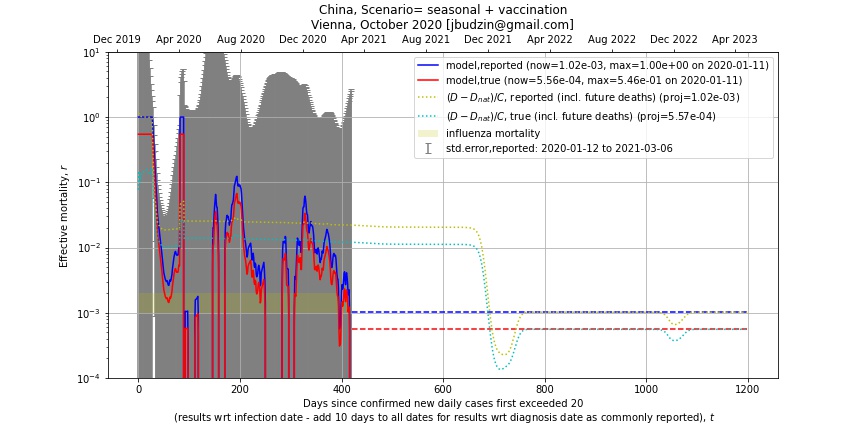 China, Scenario= seasonal + vaccination
Vienna, October 2020 [jbudzin@gmail.com]
Dec 2019 Apr 2020 Aug 2020 Dec 2020 Apr 2021 Aug 2021 Dec 2021 Apr 2022 Aug 2022 Dec 2022 Apr 2023
model,reported (now=1.02e-03, max=1.00e+00 on 2020-01-11)
model,true (now=5.56e-04, max=5.46e-01 on 2020-01-11)
(D − D_nat)/C, reported (incl. future deaths) (proj=1.02e-03)
(D − D_nat)/C, true (incl. future deaths) (proj=5.57e-04)
influenza mortality
std.error,reported: 2020-01-12 to 2021-03-06
Effective mortality, r
10^1
10^0
10^−1
10^−2
10^−3
10^−4
0 200 400 600 800 1000 1200
Days since confirmed new daily cases first exceeded 20
(results wrt infection date - add 10 days to all dates for results wrt diagnosis date as commonly reported), t